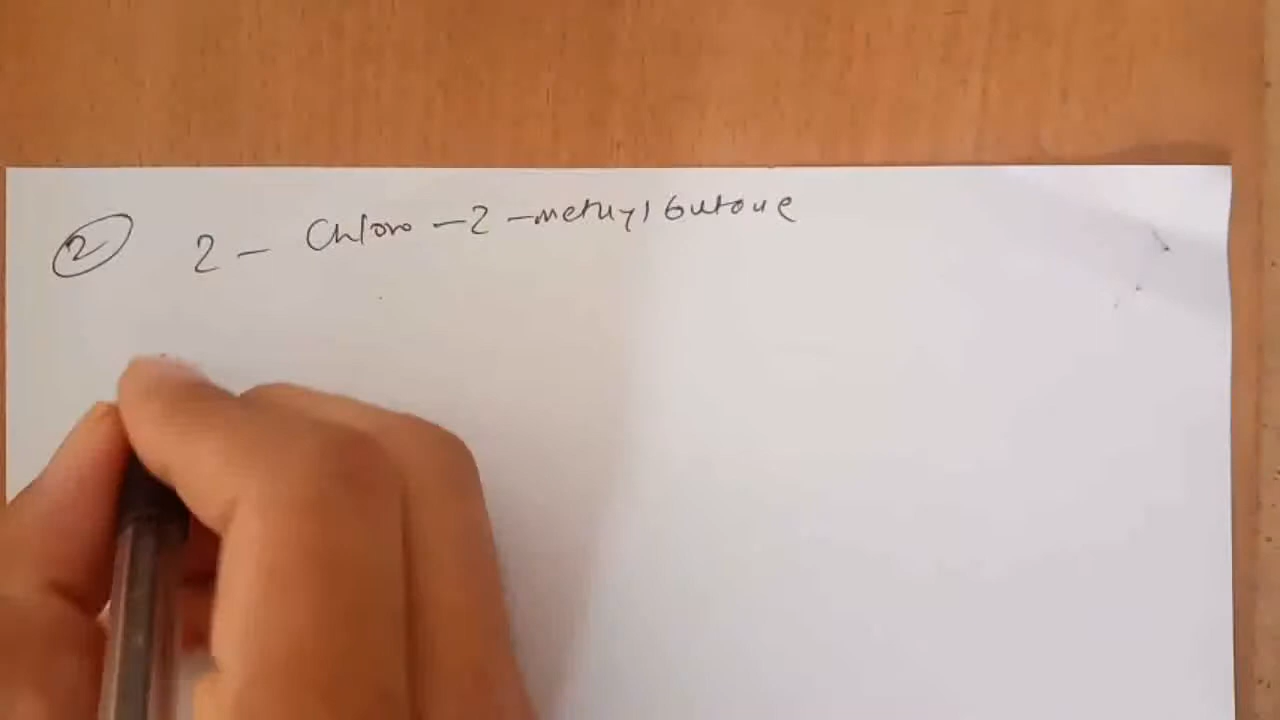 ② 2 - Chloro - 2 - methyl butane